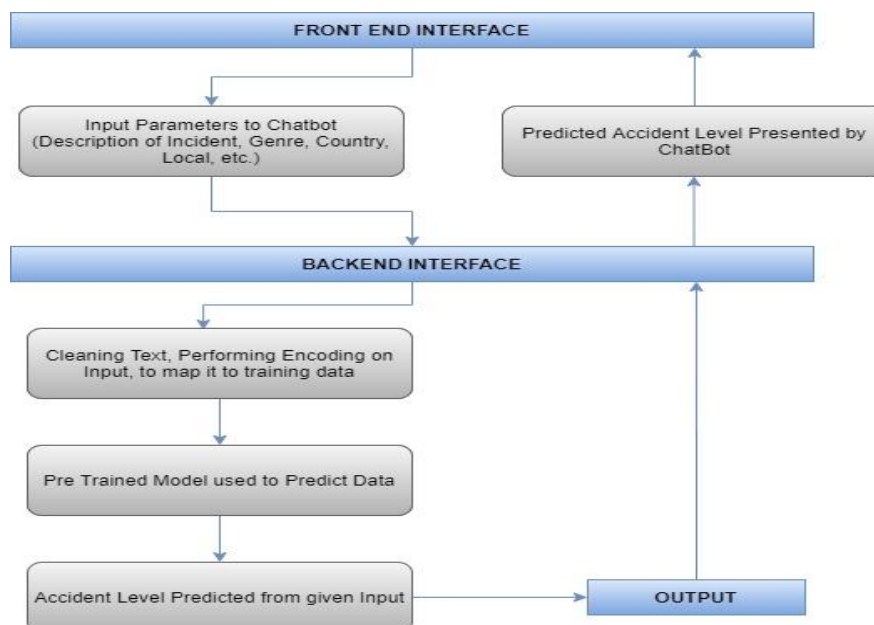 FRONT END INTERFACE
Input Parameters to Chatbot
(Description of Incident, Genre, Country,
Local, etc.)
Predicted Accident Level Presented by
ChatBot
BACKEND INTERFACE
Cleaning Text, Performing Encoding on
Input, to map it to training data
Pre Trained Model used to Predict Data
Accident Level Predicted from given Input
OUTPUT